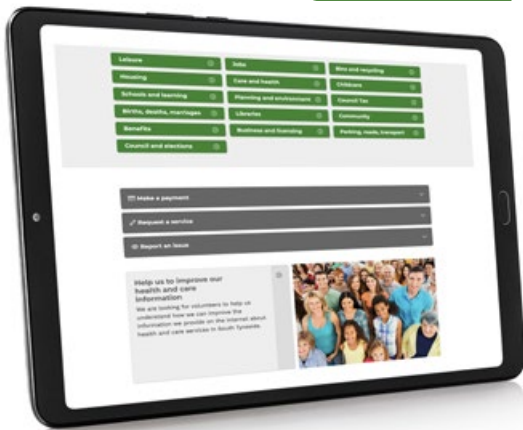 Leisure
Jobs
Bins and recycling
Housing
Care and health
Childcare
Schools and learning
Planning and environment
Council Tax
Births, deaths, marriages
Libraries
Community
Benefits
Business and licensing
Parking, roads, transport
Council and elections
Make a payment
Request a service
Report an issue
Help us to improve our
health and care
information
We are looking for volunteers to help us
understand how we can improve the
information we provide on the internet about
health and care services in South Tyneside.